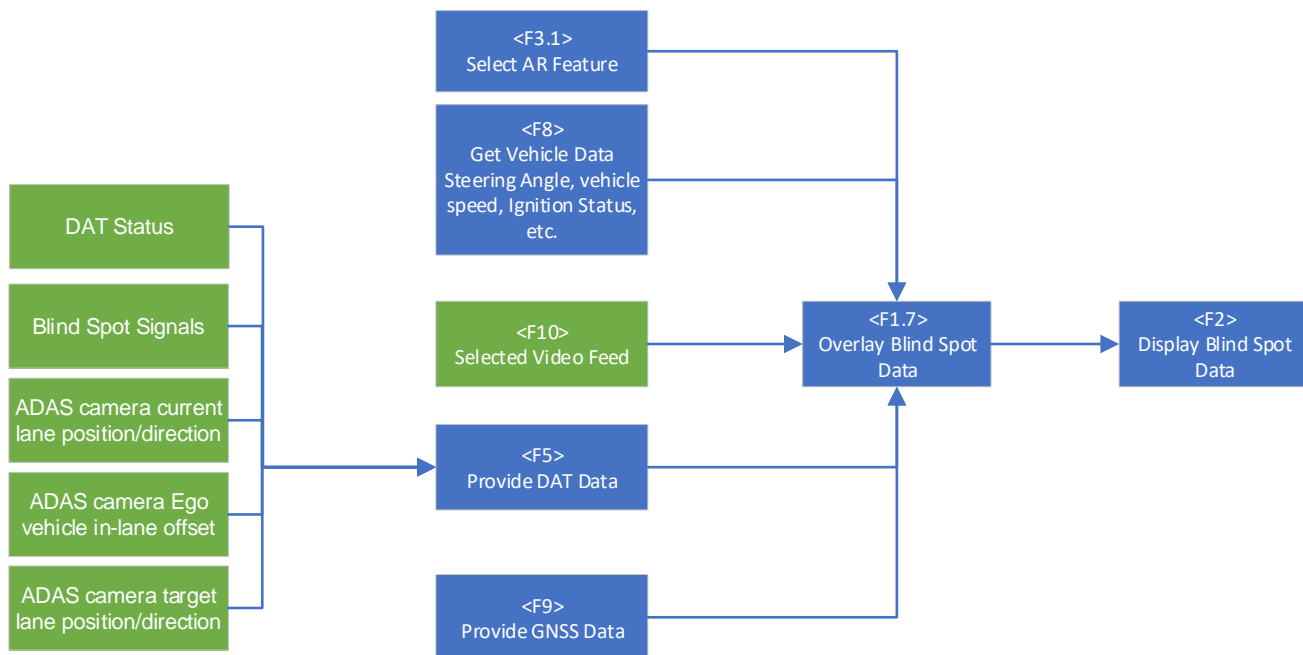 <F3.1>
Select AR Feature
<F8>
Get Vehicle Data
Steering Angle, vehicle
speed, Ignition Status,
etc.
DAT Status
Blind Spot Signals
ADAS camera current
lane position/direction
ADAS camera Ego
vehicle in-lane offset
ADAS camera target
lane position/direction
<F10>
Selected Video Feed
<F5>
Provide DAT Data
<F9>
Provide GNSS Data
<F1.7>
Overlay Blind Spot
Data
<F2>
Display Blind Spot
Data